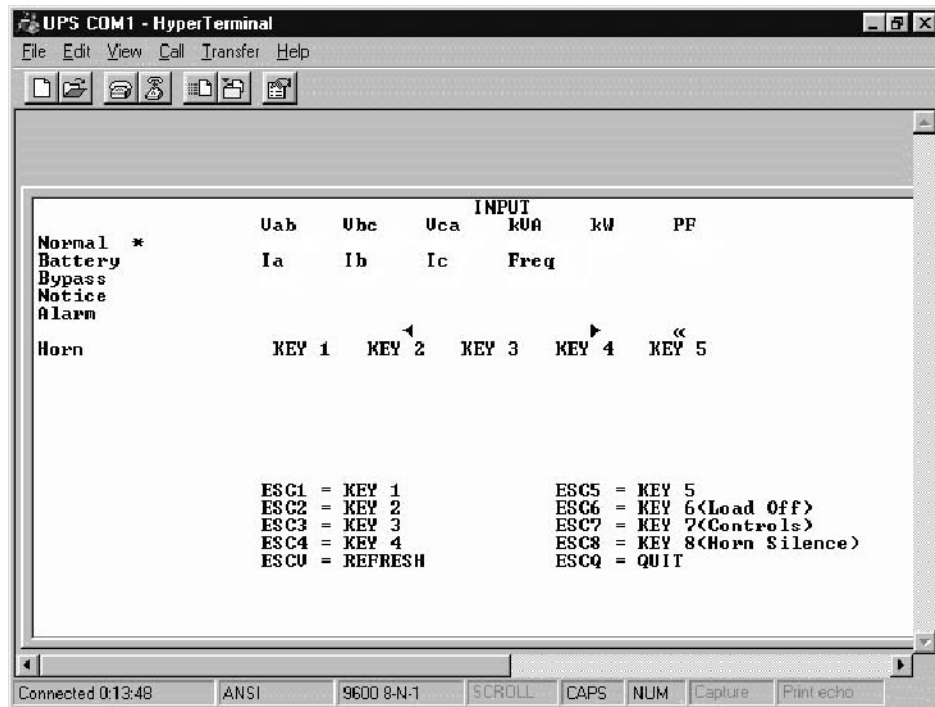 UPS COM1 - HyperTerminal
File Edit View Call Transfer Help
INPUT
Vab Vbc Vca kVA kW PF
Normal *
Battery Ia Ib Ic Freq
Bypass
Notice
Alarm
◄ ► «
Horn KEY 1 KEY 2 KEY 3 KEY 4 KEY 5
ESC1 = KEY 1 ESC5 = KEY 5
ESC2 = KEY 2 ESC6 = KEY 6(Load Off)
ESC3 = KEY 3 ESC7 = KEY 7(Controls)
ESC4 = KEY 4 ESC8 = KEY 8(Horn Silence)
ESCV = REFRESH ESCQ = QUIT
Connected 0:13:48 ANSI 9600 8-N-1 SCROLL CAPS NUM Capture Print echo